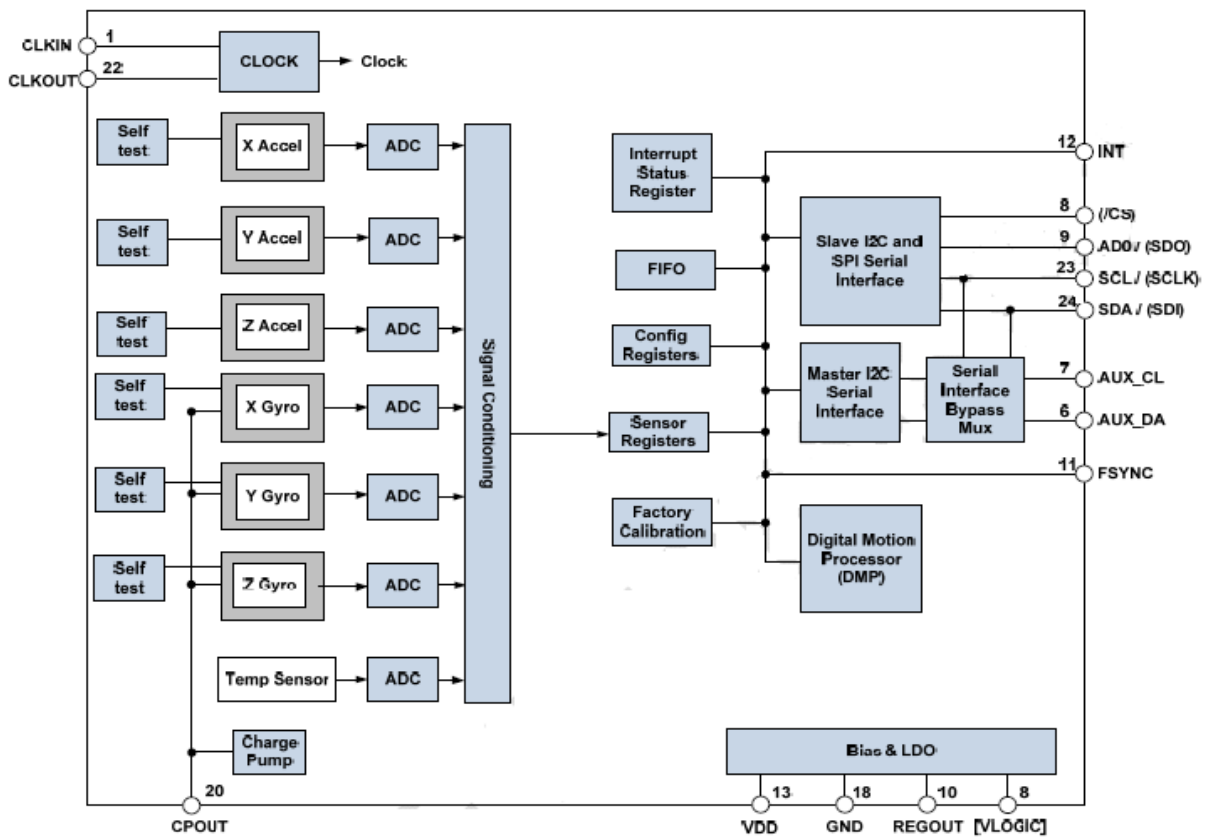 CLKIN
1
CLKOUT
22
CLOCK
Clock
Self
test
X Accel
ADC
Self
test
Y Accel
ADC
Self
test
Z Accel
ADC
Self
test
X Gyro
ADC
Self
test
Y Gyro
ADC
Self
test
Z Gyro
ADC
Temp Sensor
ADC
Signal Conditioning
Charge
Pump
20
CPOUT
Interrupt
Status
Register
FIFO
Config
Registers
Sensor
Registers
Factory
Calibration
Slave I2C and
SPI Serial
Interface
Master I2C
Serial
Interface
Serial
Interface
Bypass
Mux
Digital Motion
Processor
(DMP)
12
INT
8
(/CS)
9
AD0 / (SDO)
23
SCL / (SCLK)
24
SDA / (SDI)
7
AUX_CL
6
AUX_DA
11
FSYNC
Bias & LDO
13
VDD
18
GND
10
REGOUT
8
[VLOGIC]